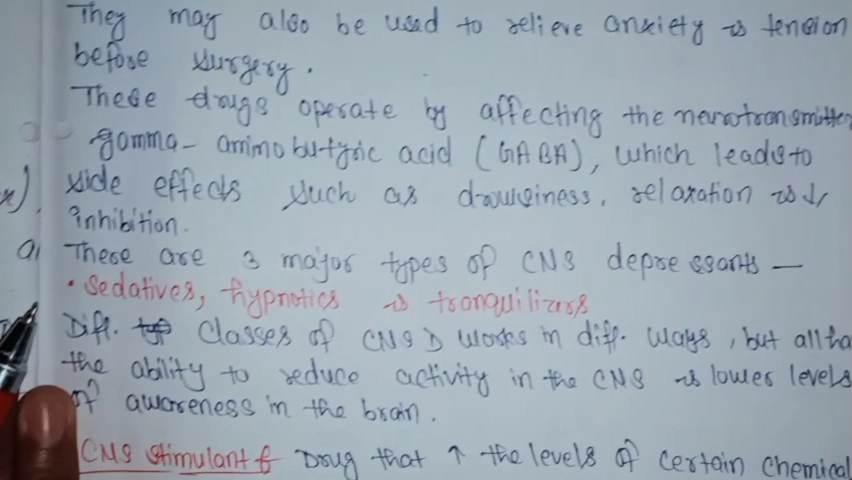 They may also be used to relieve anxiety & tension
before surgery.
These drugs operate by affecting the neurotransmitter
gamma- aminobutyric acid (GABA), which leads to
side effects such as drowsiness, relaxation & ↓
inhibition.
There are 3 major types of CNS depressants —
• Sedatives, hypnotics & tranquilizers
Diff. Classes of CNSD works in diff. ways, but all ha
the ability to reduce activity in the CNS & lower levels
of awareness in the brain.
CNS Stimulant Drug that ↑ the levels of certain chemical